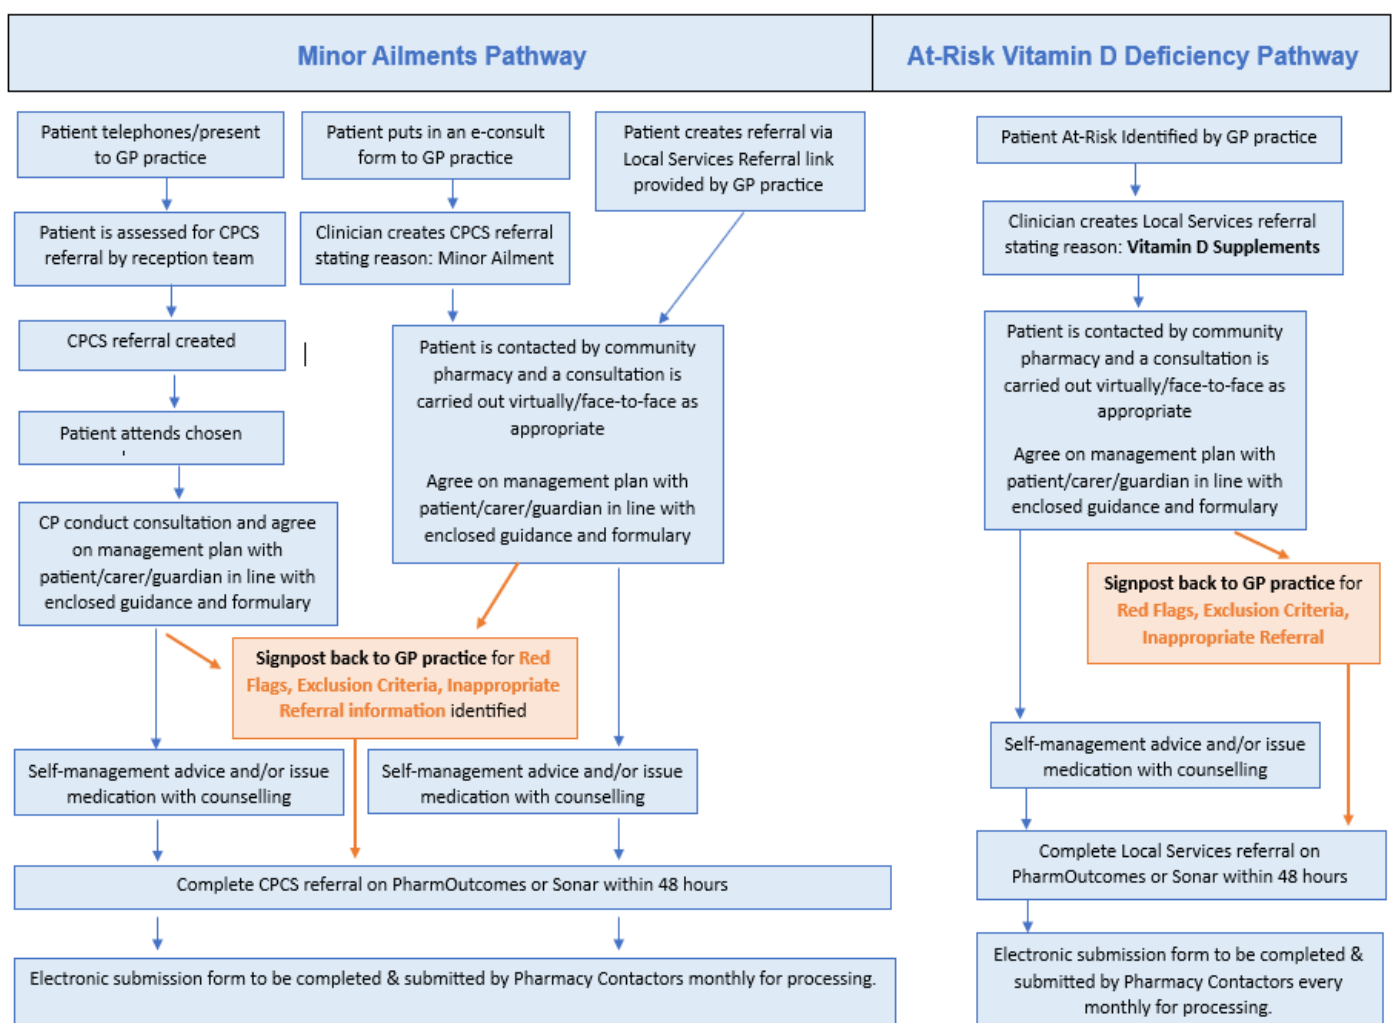 Minor Ailments Pathway
At-Risk Vitamin D Deficiency Pathway
Patient telephones/present
to GP practice
Patient is assessed for CPCS
referral by reception team
CPCS referral created
Patient attends chosen
CP conduct consultation and agree
on management plan with
patient/carer/guardian in line with
enclosed guidance and formulary
Patient puts in an e-consult
form to GP practice
Clinician creates CPCS referral
stating reason: Minor Ailment
Patient creates referral via
Local Services Referral link
provided by GP practice
Patient is contacted by community
pharmacy and a consultation is
carried out virtually/face-to-face as
appropriate
Agree on management plan with
patient/carer/guardian in line with
enclosed guidance and formulary
Signpost back to GP practice for Red
Flags, Exclusion Criteria, Inappropriate
Referral information identified
Self-management advice and/or issue
medication with counselling
Self-management advice and/or issue
medication with counselling
Complete CPCS referral on PharmOutcomes or Sonar within 48 hours
Electronic submission form to be completed & submitted by Pharmacy Contactors monthly for processing.
Patient At-Risk Identified by GP practice
Clinician creates Local Services referral
stating reason: Vitamin D Supplements
Patient is contacted by community
pharmacy and a consultation is
carried out virtually/face-to-face as
appropriate
Agree on management plan with
patient/carer/guardian in line with
enclosed guidance and formulary
Signpost back to GP practice for
Red Flags, Exclusion Criteria,
Inappropriate Referral
Self-management advice and/or issue
medication with counselling
Complete Local Services referral on
PharmOutcomes or Sonar within 48 hours
Electronic submission form to be completed &
submitted by Pharmacy Contactors every
monthly for processing.